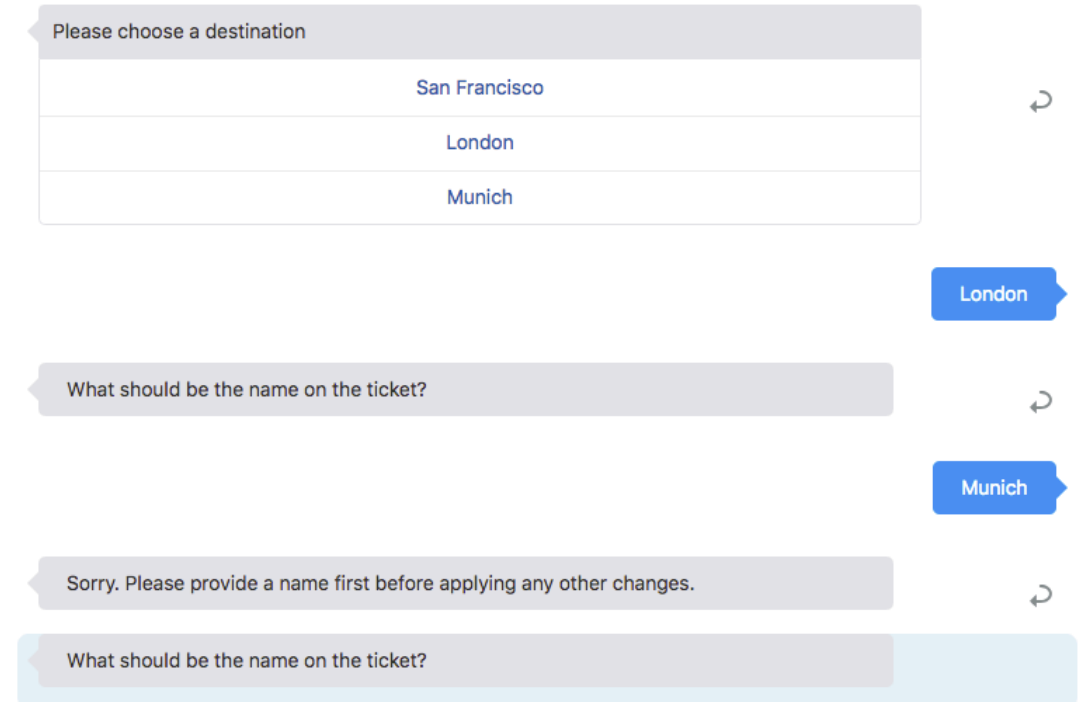 Please choose a destination
San Francisco
London
Munich
London
What should be the name on the ticket?
Munich
Sorry. Please provide a name first before applying any other changes.
What should be the name on the ticket?